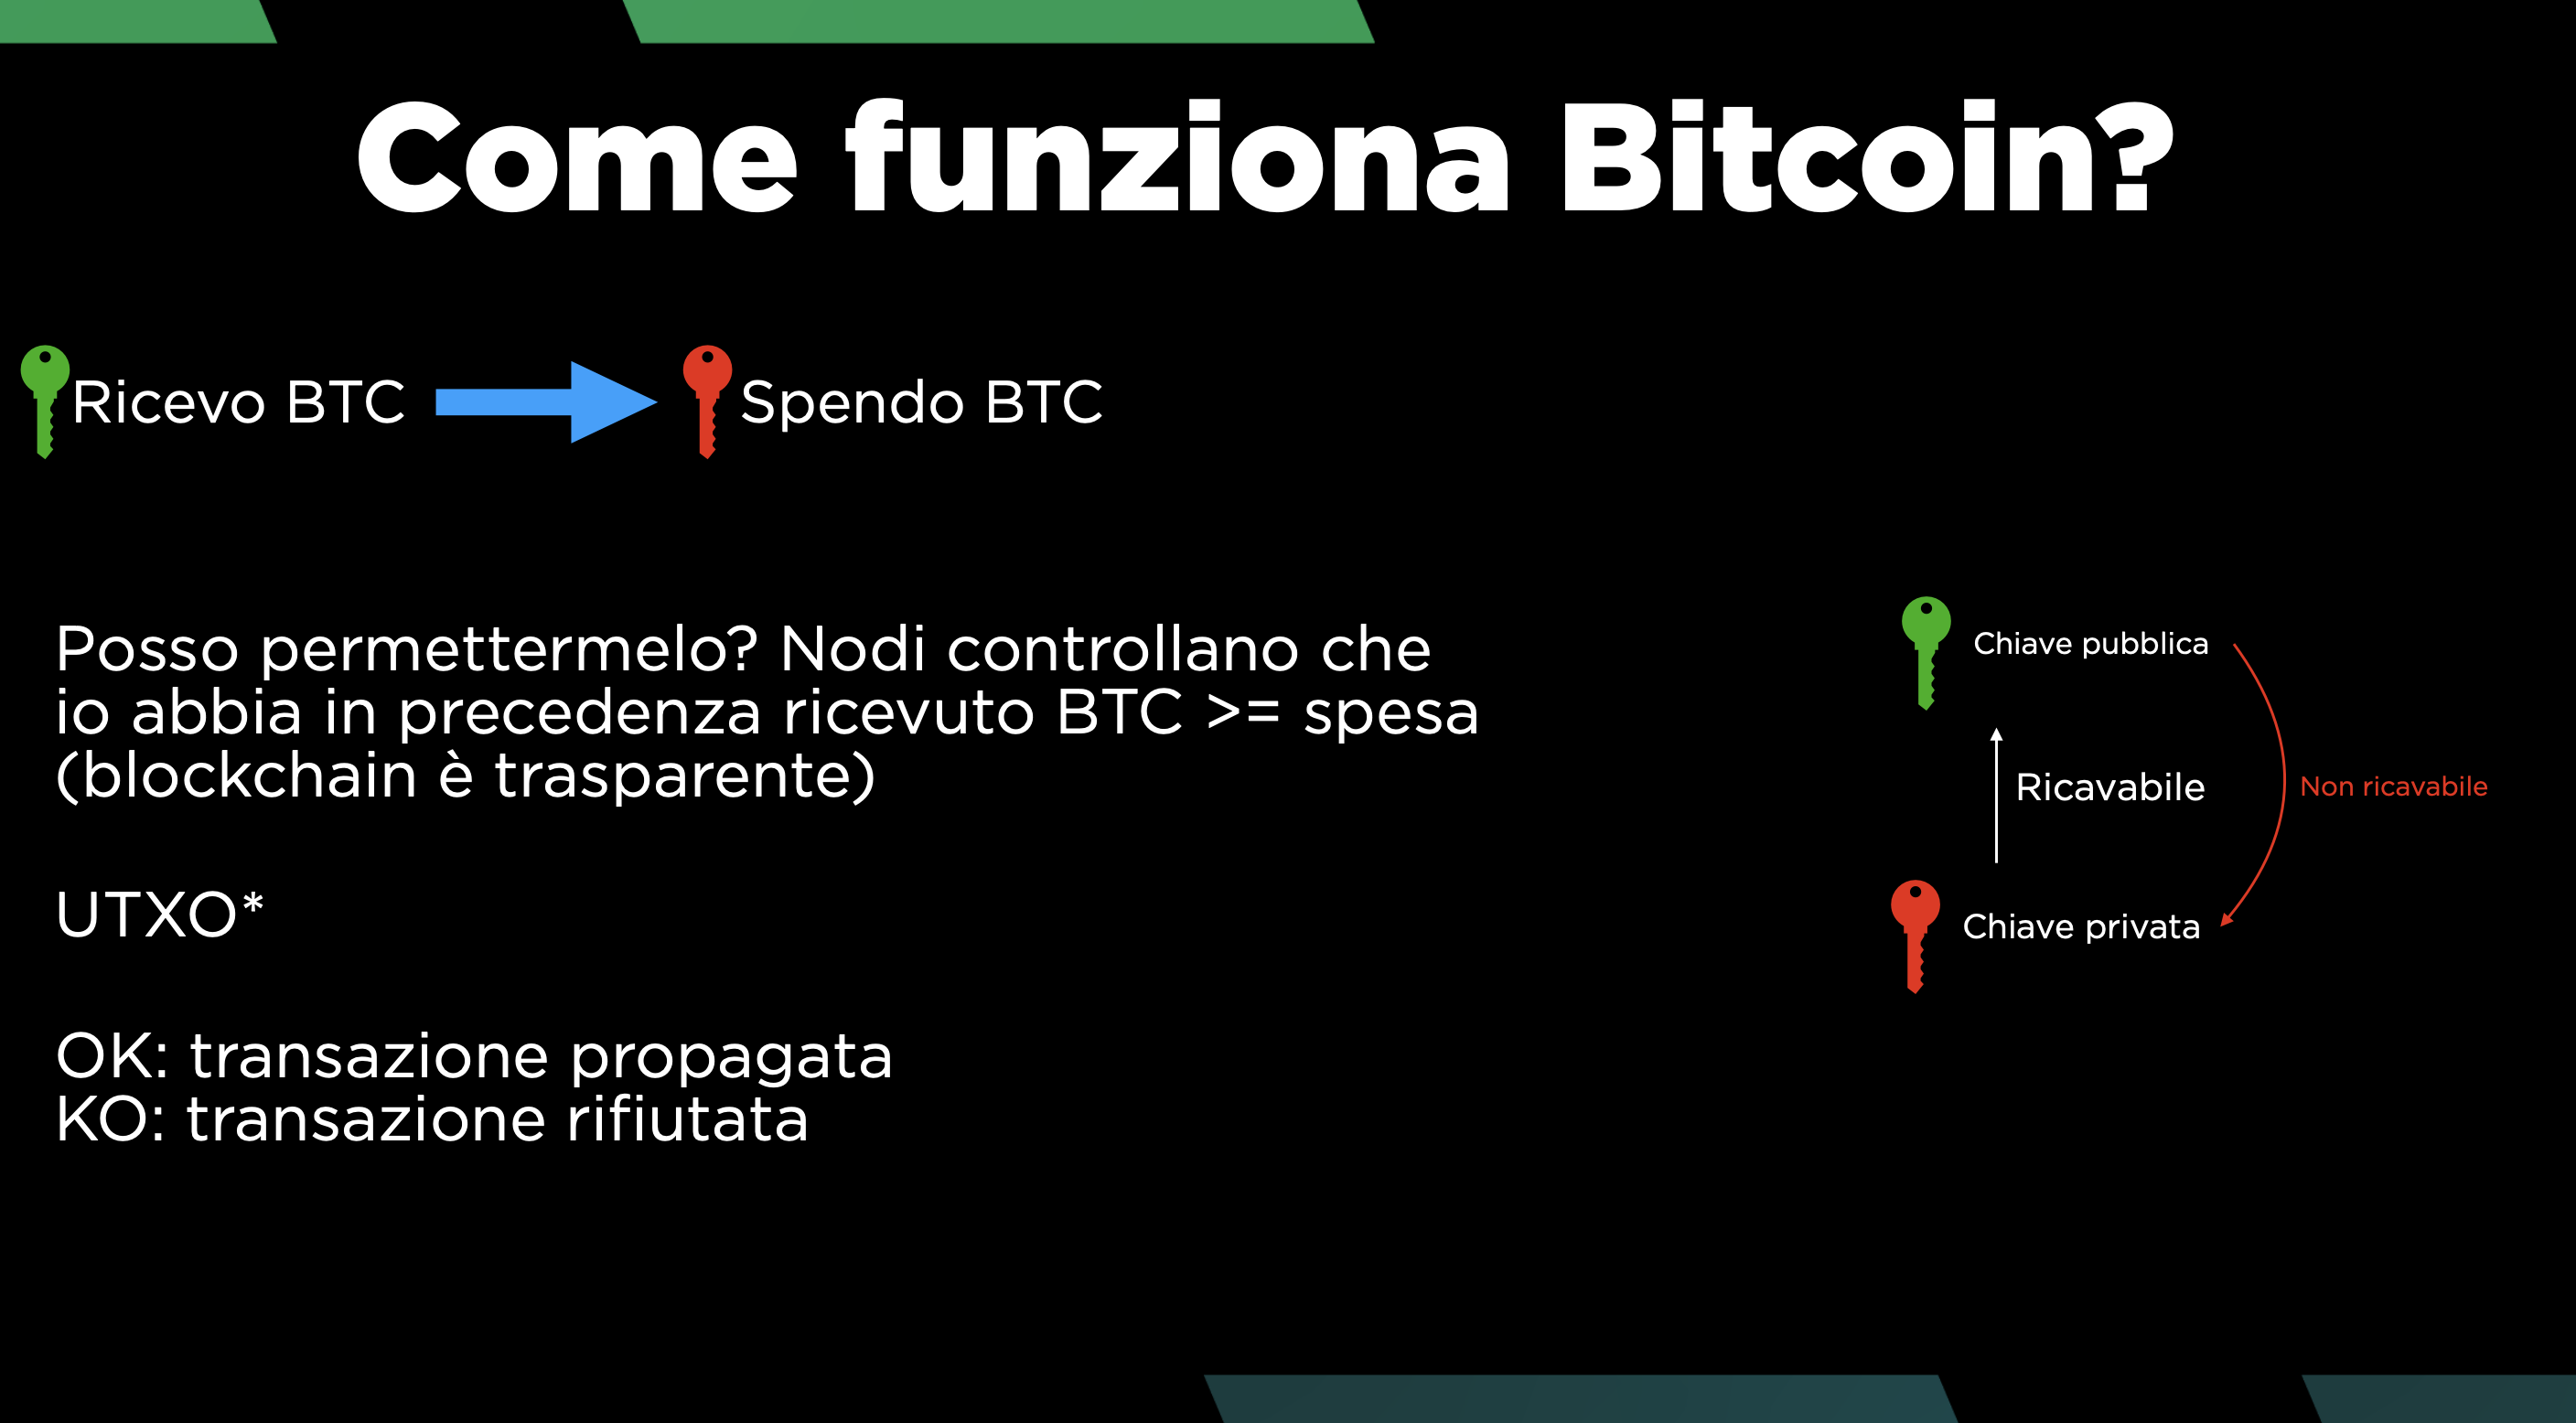 Come funziona Bitcoin?
Ricevo BTC
Spendo BTC
Posso permettermelo? Nodi controllano che
io abbia in precedenza ricevuto BTC >= spesa
(blockchain è trasparente)
UTXO*
OK: transazione propagata
KO: transazione rifiutata
Chiave pubblica
Ricavabile
Non ricavabile
Chiave privata